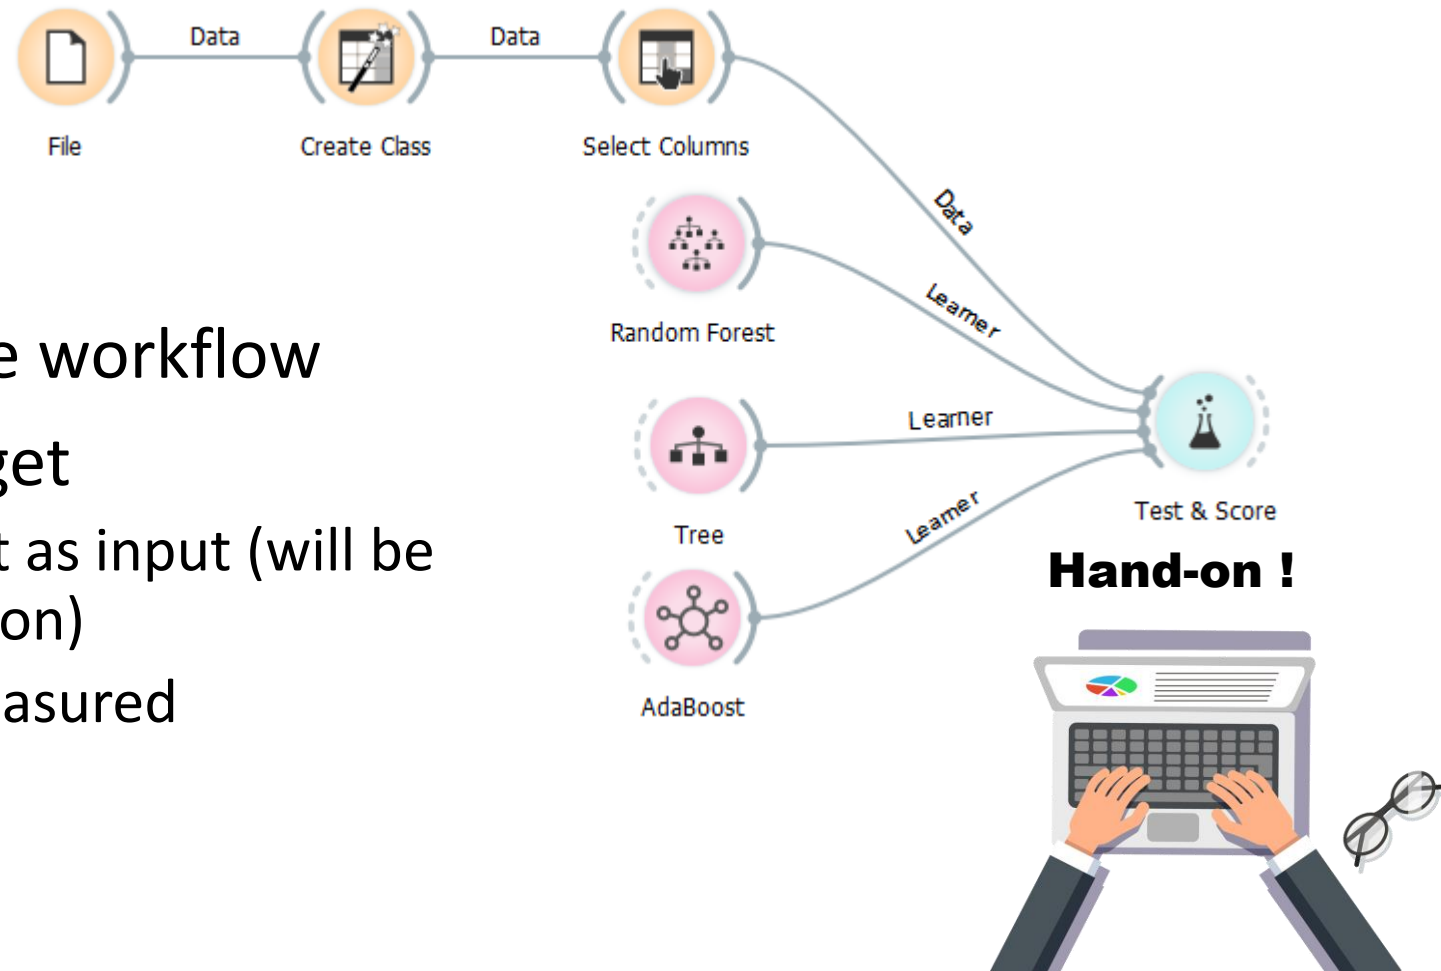 Data
Data
File
Create Class
Select Columns
Data
Learner
Random Forest
e workflow
Learner
get
Tree
Learner
Test & Score
t as input (will be
on)
Hand-on !
asured
AdaBoost